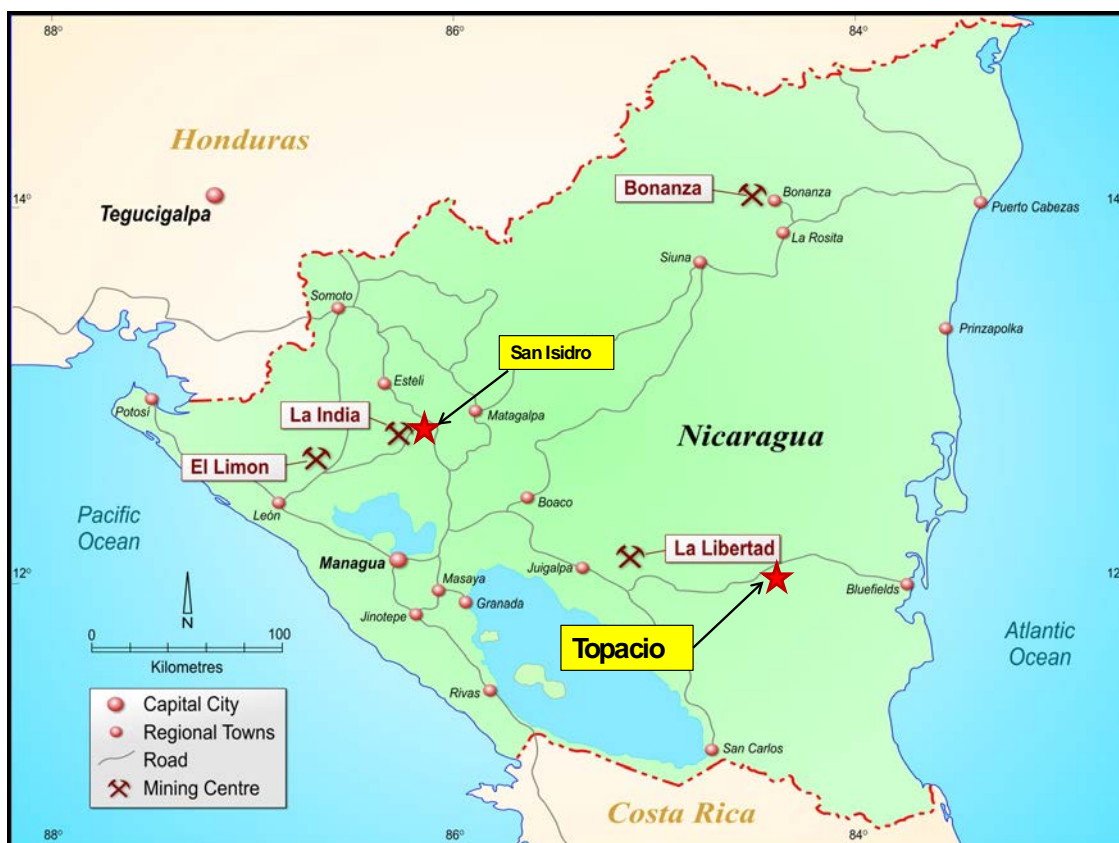 88°
86°
84°
Honduras
Tegucigalpa
14°
Bonanza
Bonanza
Puerto Cabezas
14°
La Rosita
Siuna
Somoto
Prinzapolka
San Isidro
Esteli
Potosí
La India
Matagalpa
Nicaragua
El Limon
León
Boaco
Pacific
Ocean
La Libertad
Managua
Juigalpa
12°
Masaya
Bluefields
12°
Granada
Jinotepe
N
0
100
Kilometres
Topacio
Atlantic
Ocean
Rivas
Capital City
Regional Towns
San Carlos
Road
Mining Centre
Costa Rica
88°
86°
84°